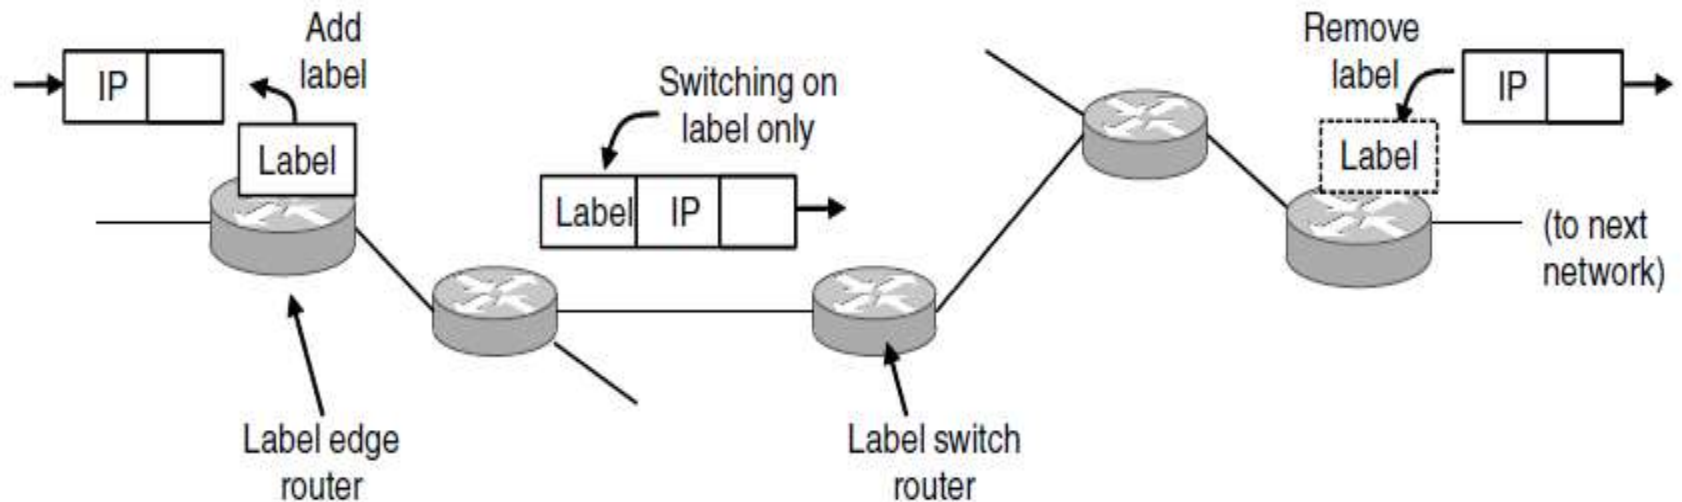 IP
Add
label
Label
Switching on
label only
Label IP
Remove
label
IP
Label
(to next
network)
Label edge
router
Label switch
router